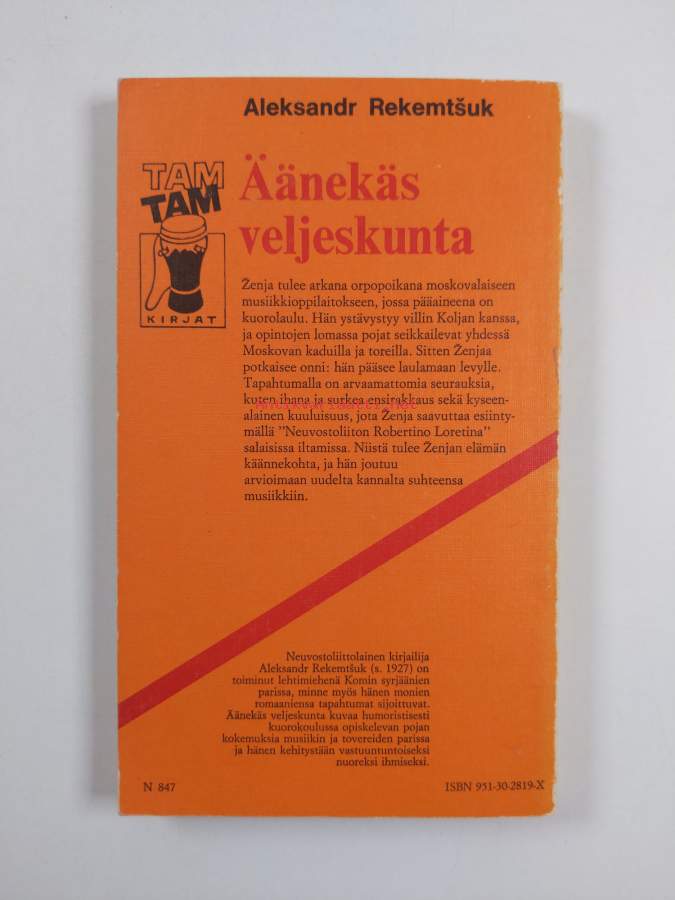 Aleksandr Rekemtšuk
TAM
TAM
KIRJAT
Äänekäs
veljeskunta
Ženja tulee arkana orpopoikana moskovalaiseen
musiikkioppilaitokseen, jossa pääaineena on
kuorolaulu. Hän ystävystyy villin Koljan kanssa,
ja opintojen lomassa pojat seikkailevat yhdessä
Moskovan kaduilla ja toreilla. Sitten Ženjaa
potkaisee onni: hän pääsee laulamaan levylle.
Tapahtumalla on arvaamattomia seurauksia,
kuten ihana ja surkea ensirakkaus sekä kyseen-
antikvariaatti.net
alainen kuuluisuus, jota Ženja saavuttaa esiinty-
mällä ”Neuvostoliiton Robertino Loretina”
salaisissa iltamissa. Niistä tulee Ženjan elämän
käännekohta, ja hän joutuu
arvioimaan uudelta kannalta suhteensa
musiikkiin.
Neuvostoliittolainen kirjailija
Aleksandr Rekemtšuk (s. 1927) on
toiminut lehtimiehenä Komin syrjäänien
parissa, minne myös hänen monien
romaaniensa tapahtumat sijoittuvat.
Äänekäs veljeskunta kuvaa humoristisesti
kuorokoulussa opiskelevan pojan
kokemuksia musiikin ja tovereiden parissa
ja hänen kehitystään vastuuntuntoiseksi
nuoreksi ihmiseksi.
N 847
ISBN 951-30-2819-X